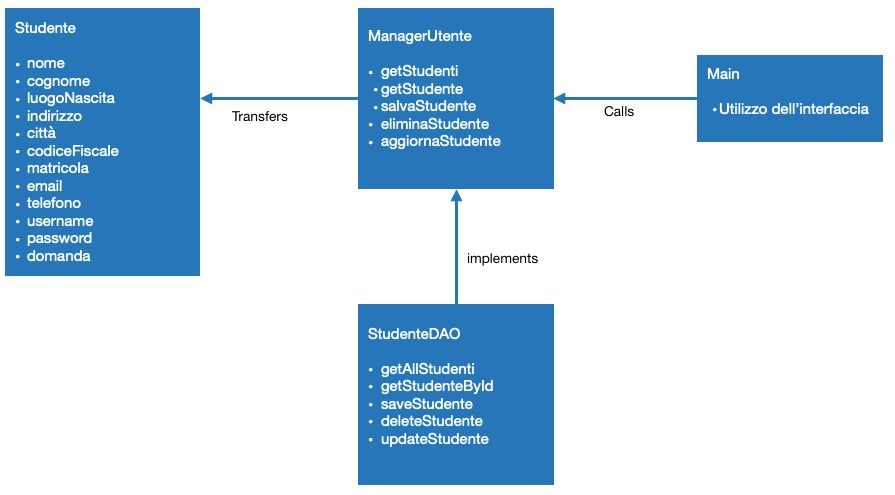 Studente
• nome
• cognome
• luogoNascita
• indirizzo
• città
• codiceFiscale
• matricola
• email
• telefono
• username
• password
• domanda
Transfers
ManagerUtente
• getStudenti
• getStudente
• salvaStudente
• eliminaStudente
• aggiornaStudente
Calls
Main
• Utilizzo dell'interfaccia
implements
StudenteDAO
• getAllStudenti
• getStudenteById
• saveStudente
• deleteStudente
• updateStudente